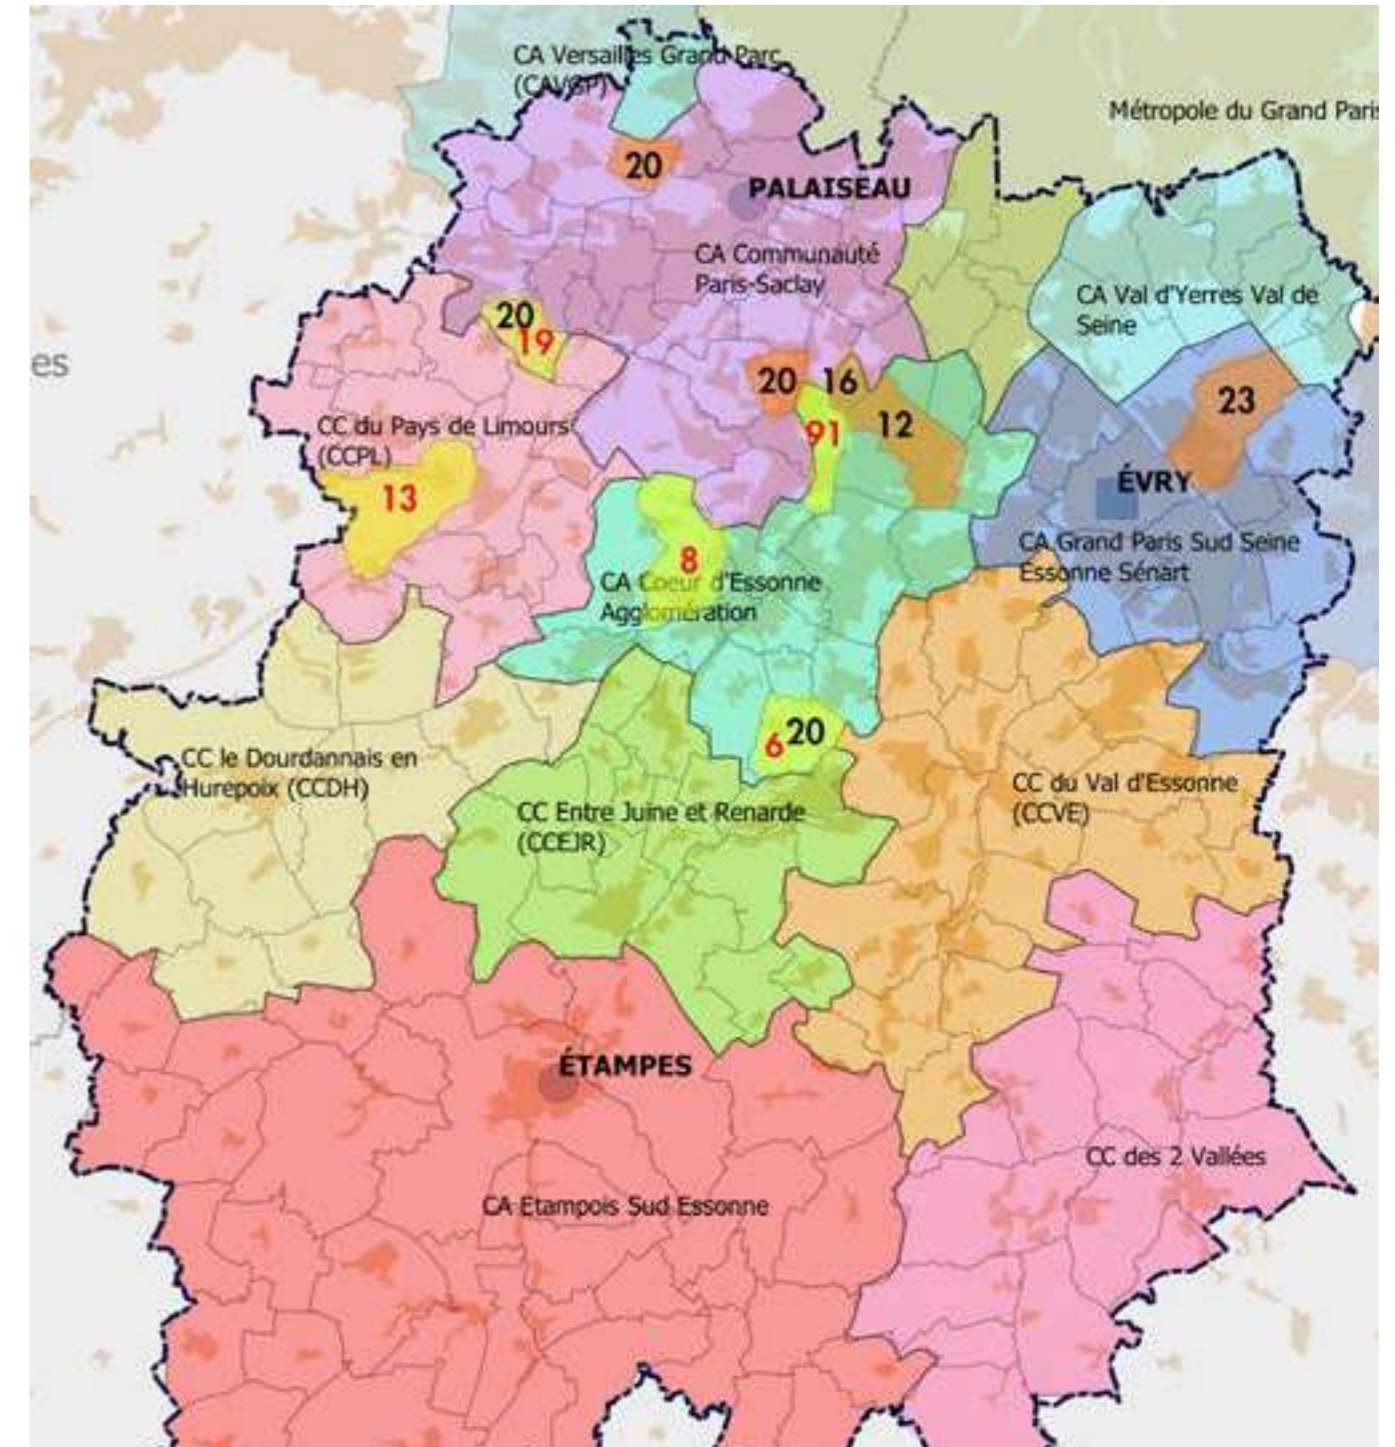 CA Versailles Grand Parc
(CAVGP)
Métropole du Grand Paris
20
PALAISEAU
CA Communauté
Paris-Saclay
CA Val d'Yerres Val de
Seine
20
19
es
20
16
23
12
91
CC du Pays de Limours
(CCPL)
13
ÉVRY
CA Grand Paris Sud Seine
Essonne Sénart
8
CA Coeur d'Essonne
Agglomération
6
20
CC le Dourdannais en
Hurepoix (CCDH)
CC du Val d'Essonne
(CCVE)
CC Entre Juine et Renarde
(CCEJR)
ÉTAMPES
CC des 2 Vallées
CA Etampois Sud Essonne